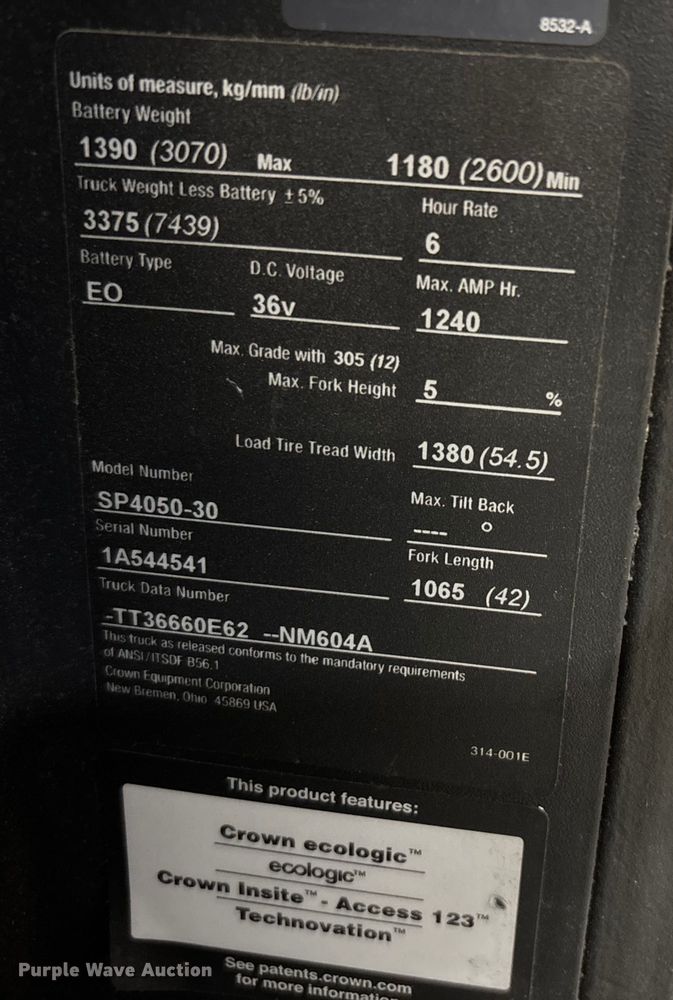 8532-A
Units of measure, kg/mm (lb/in)
Battery Weight
1390 (3070) Max 1180 (2600) Min
Truck Weight Less Battery ±5% Hour Rate
3375 (7439) 6
Battery Type D.C. Voltage Max. AMP Hr.
EO 36v 1240
Max. Grade with 305 (12)
Max. Fork Height 5 %
Load Tire Tread Width 1380 (54.5)
Model Number Max. Tilt Back
SP4050-30 ---- °
Serial Number Fork Length
1A544541 1065 (42)
Truck Data Number
-TT36660E62 --NM604A
This truck as released conforms to the mandatory requirements
of ANSI/ITSDF B56.1
Crown Equipment Corporation
New Bremen, Ohio 45869 USA
314-001E
This product features:
Crown ecologic™
ecologic™
Crown Insite™ - Access 123™
Technovation™
See patents.crown.com
for more information
Purple Wave Auction